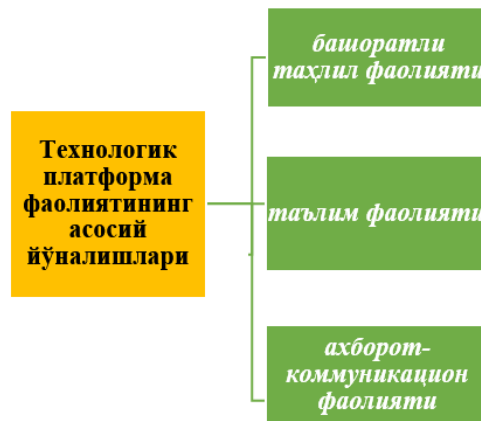 Технологик
платформа
фаолиятининг
асосий
йўналишлари
башоратли
таҳлил фаолияти
таълим фаолияти
ахборот-
коммуникацион
фаолияти